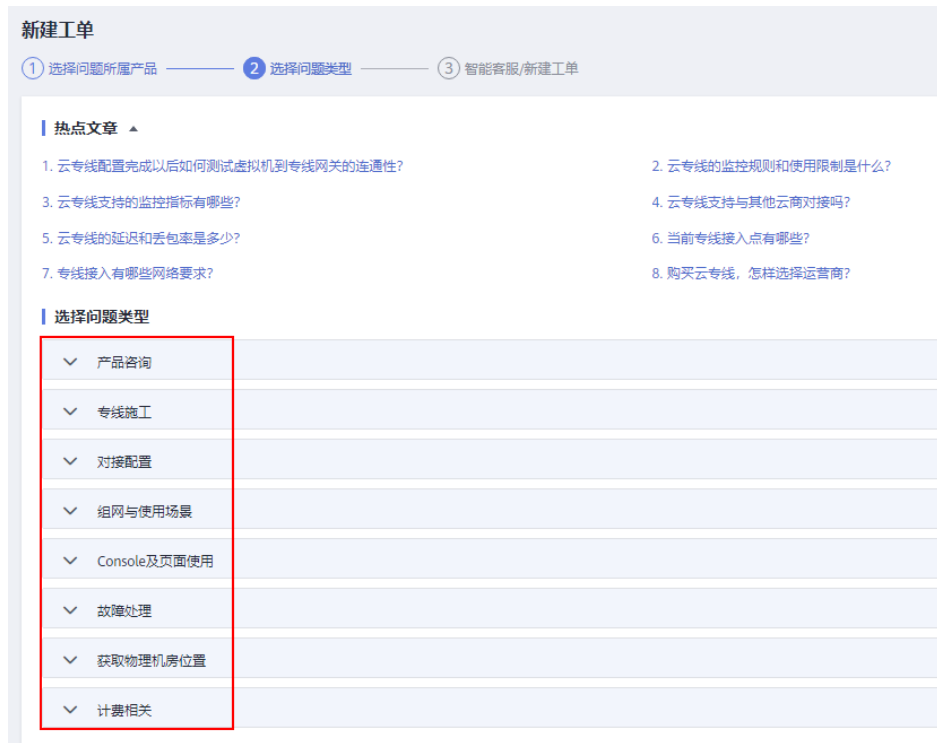 新建工单
1 选择问题所属产品 2 选择问题类型 3 智能客服/新建工单
热点文章
1. 云专线配置完成以后如何测试虚拟机到专线网关的连通性? 2. 云专线的监控规则和使用限制是什么?
3. 云专线支持的监控指标有哪些? 4. 云专线支持与其他云商对接吗?
5. 云专线的延迟和丢包率是多少? 6. 当前专线接入点有哪些?
7. 专线接入有哪些网络要求? 8. 购买云专线，怎样选择运营商?
选择问题类型
产品咨询
专线施工
对接配置
组网与使用场景
Console及页面使用
故障处理
获取物理机房位置
计费相关